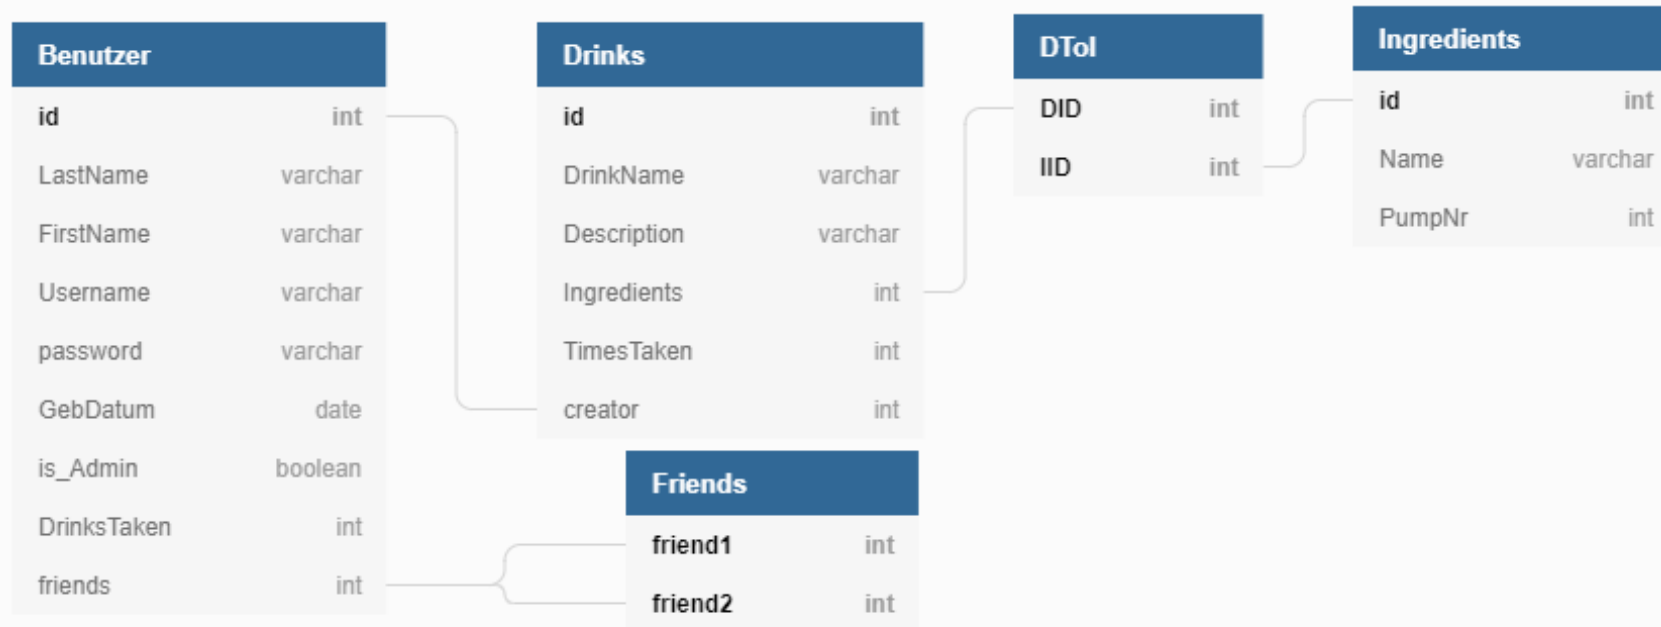 Benutzer
id int
LastName varchar
FirstName varchar
Username varchar
password varchar
GebDatum date
is_Admin boolean
DrinksTaken int
friends int
Drinks
id int
DrinkName varchar
Description varchar
Ingredients int
TimesTaken int
creator int
Friends
friend1 int
friend2 int
DToI
DID int
IID int
Ingredients
id int
Name varchar
PumpNr int